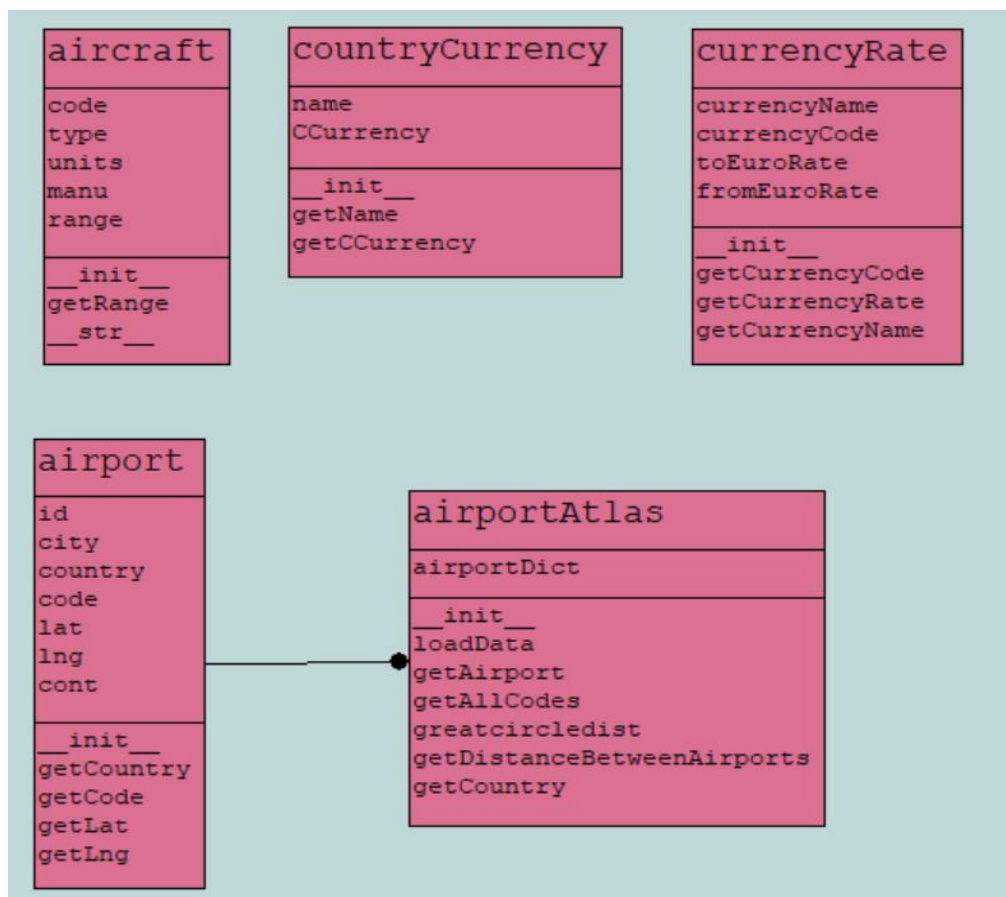 aircraft
code
type
units
manu
range
__init__
getRange
__str__
countryCurrency
name
CCurrency
__init__
getName
getCCurrency
currencyRate
currencyName
currencyCode
toEuroRate
fromEuroRate
__init__
getCurrencyCode
getCurrencyRate
getCurrencyName
airport
id
city
country
code
lat
lng
cont
__init__
getCountry
getCode
getLat
getLng
airportAtlas
airportDict
__init__
loadData
getAirport
getAllCodes
greatcircledist
getDistanceBetweenAirports
getCountry